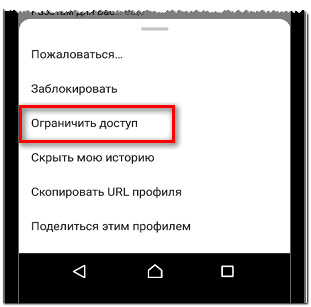 Пожаловаться...
Заблокировать
Ограничить доступ
Скрыть мою историю
Скопировать URL профиля
Поделиться этим профилем